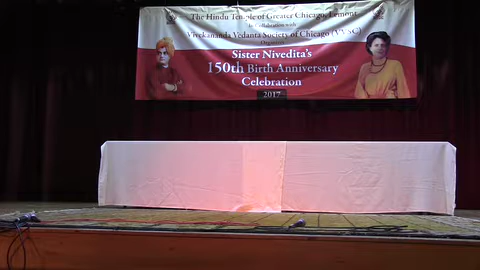 The Hindu Temple of Greater Chicago, Lemont
In Collaboration with
Vivekananda Vedanta Society of Chicago (VVSC)
Sister Nivedita's
150th Birth Anniversary
Celebration
2017